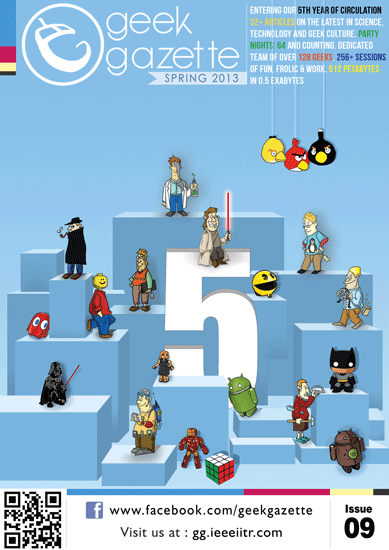 geek
gazette
SPRING 2013
ENTERING OUR 5TH YEAR OF CIRCULATION
32+ ARTICLES ON THE LATEST IN SCIENCE,
TECHNOLOGY AND GEEK CULTURE. PARTY
NIGHTS: 64 AND COUNTING. DEDICATED
TEAM OF OVER 128 GEEKS. 256+ SESSIONS
OF FUN, FROLIC & WORK. 512 PETABYTES
IN 0.5 EXABYTES
5
www.facebook.com/geekgazette
Visit us at : gg.ieeeiitr.com
Issue
09